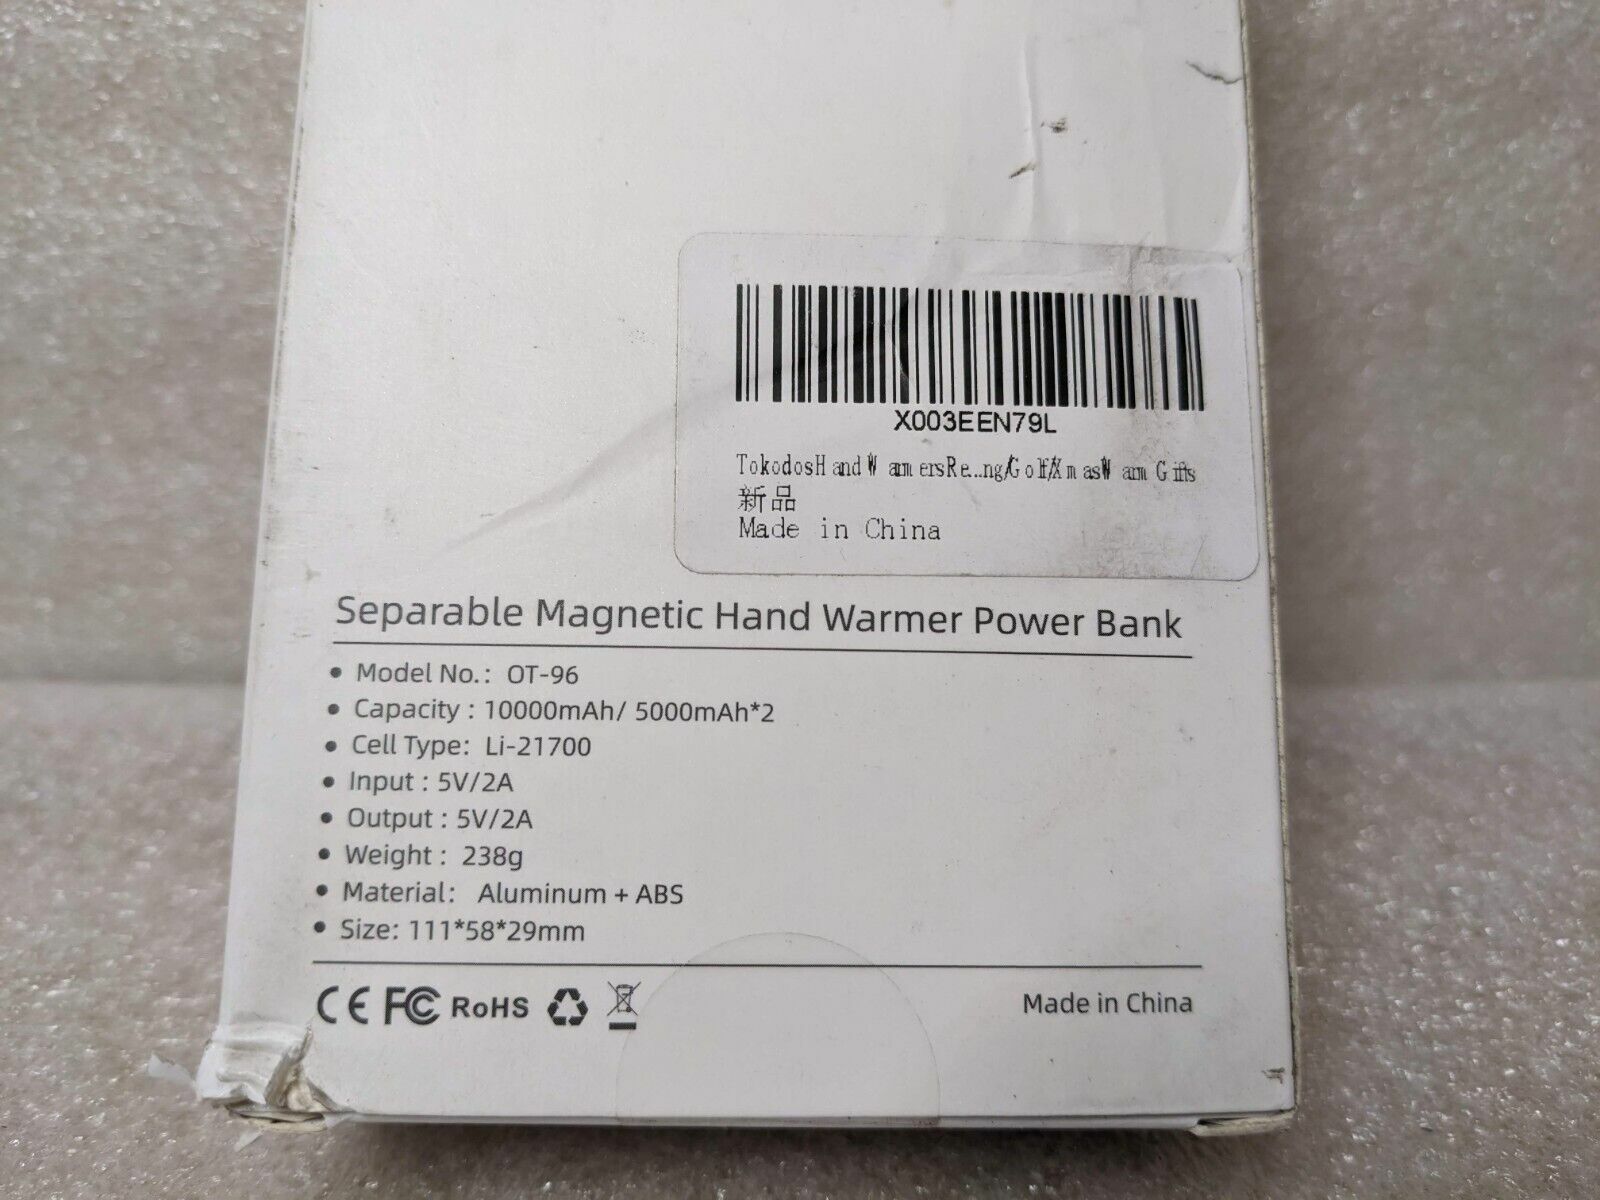 X003EEN79L
TokodosHandWarmersRe...ng/Golf/XmasWarm Gifts
新品
Made in China
Separable Magnetic Hand Warmer Power Bank
• Model No.: OT-96
• Capacity : 10000mAh/ 5000mAh*2
• Cell Type: Li-21700
• Input : 5V/2A
• Output : 5V/2A
• Weight : 238g
• Material: Aluminum + ABS
• Size: 111*58*29mm
CE FC RoHS
Made in China